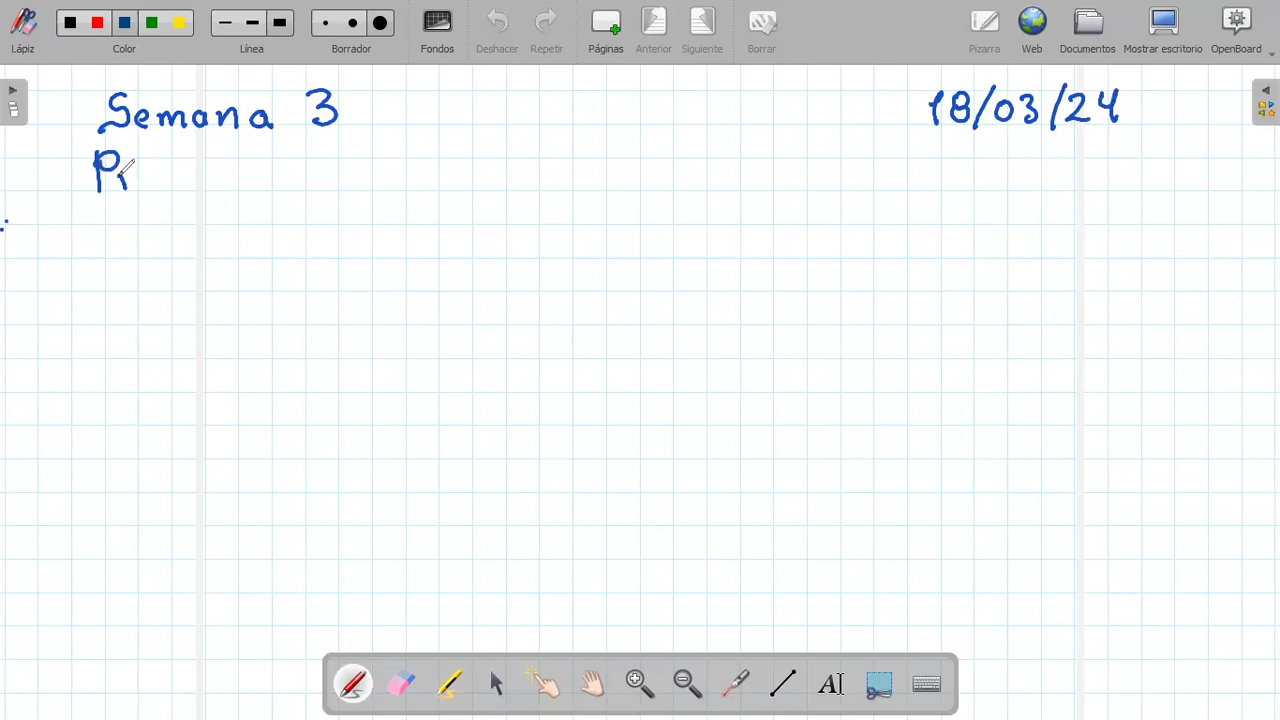 Lápiz Color Línea Borrador Fondos Deshacer Repetir Páginas Anterior Siguiente Borrar Pizarra Web Documentos Mostrar escritorio OpenBoard
Semana 3 18/03/24
Pr